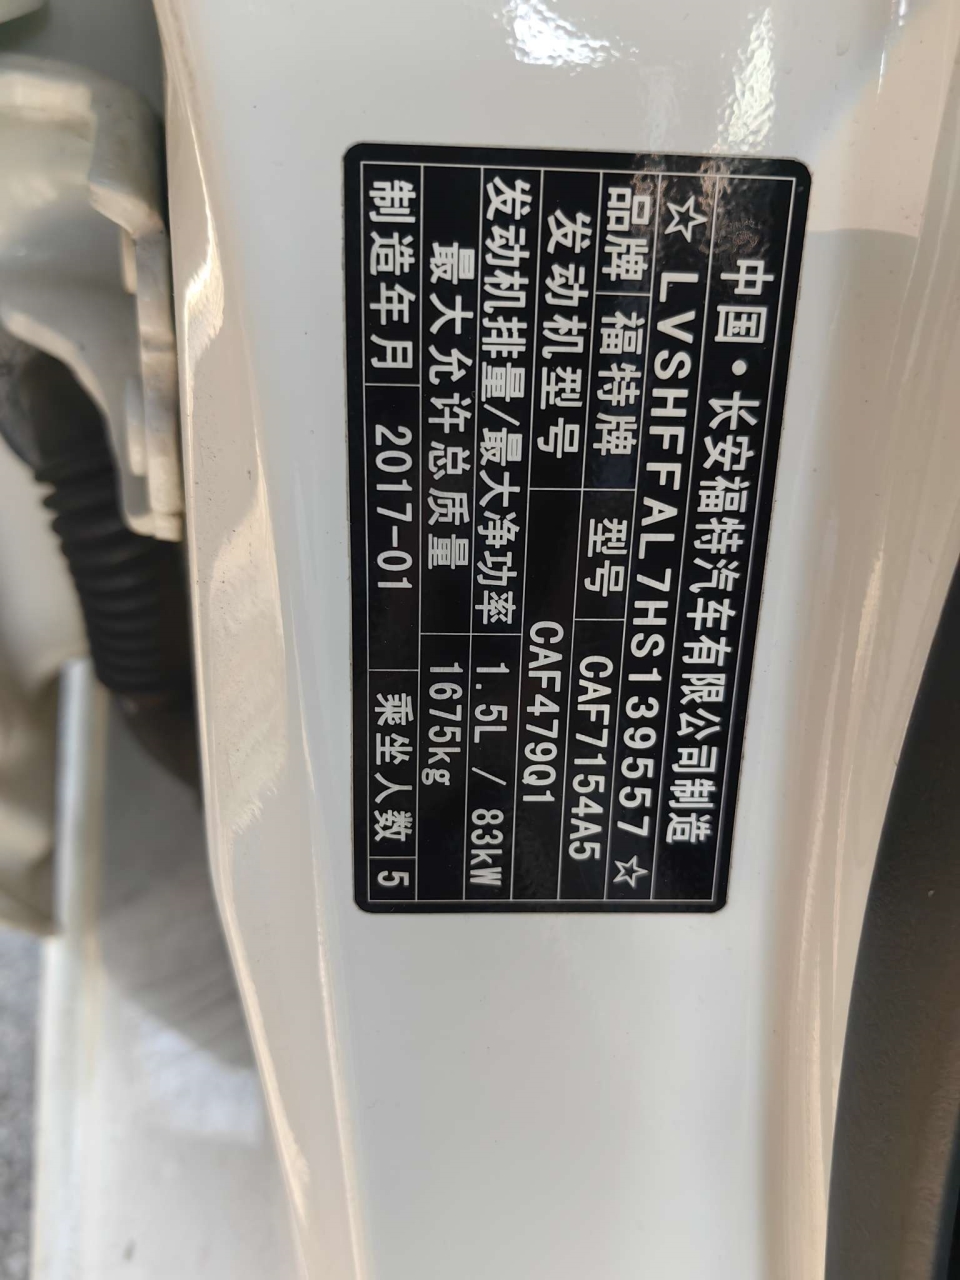 中国·长安福特汽车有限公司制造
☆LVSHFFAL7HS139557☆
品牌 福特牌 型号 CAF7154A5
发动机型号 CAF479Q1
发动机排量/最大净功率 1.5L / 83kW
最大允许总质量 1675kg
制造年月 2017-01 乘坐人数 5